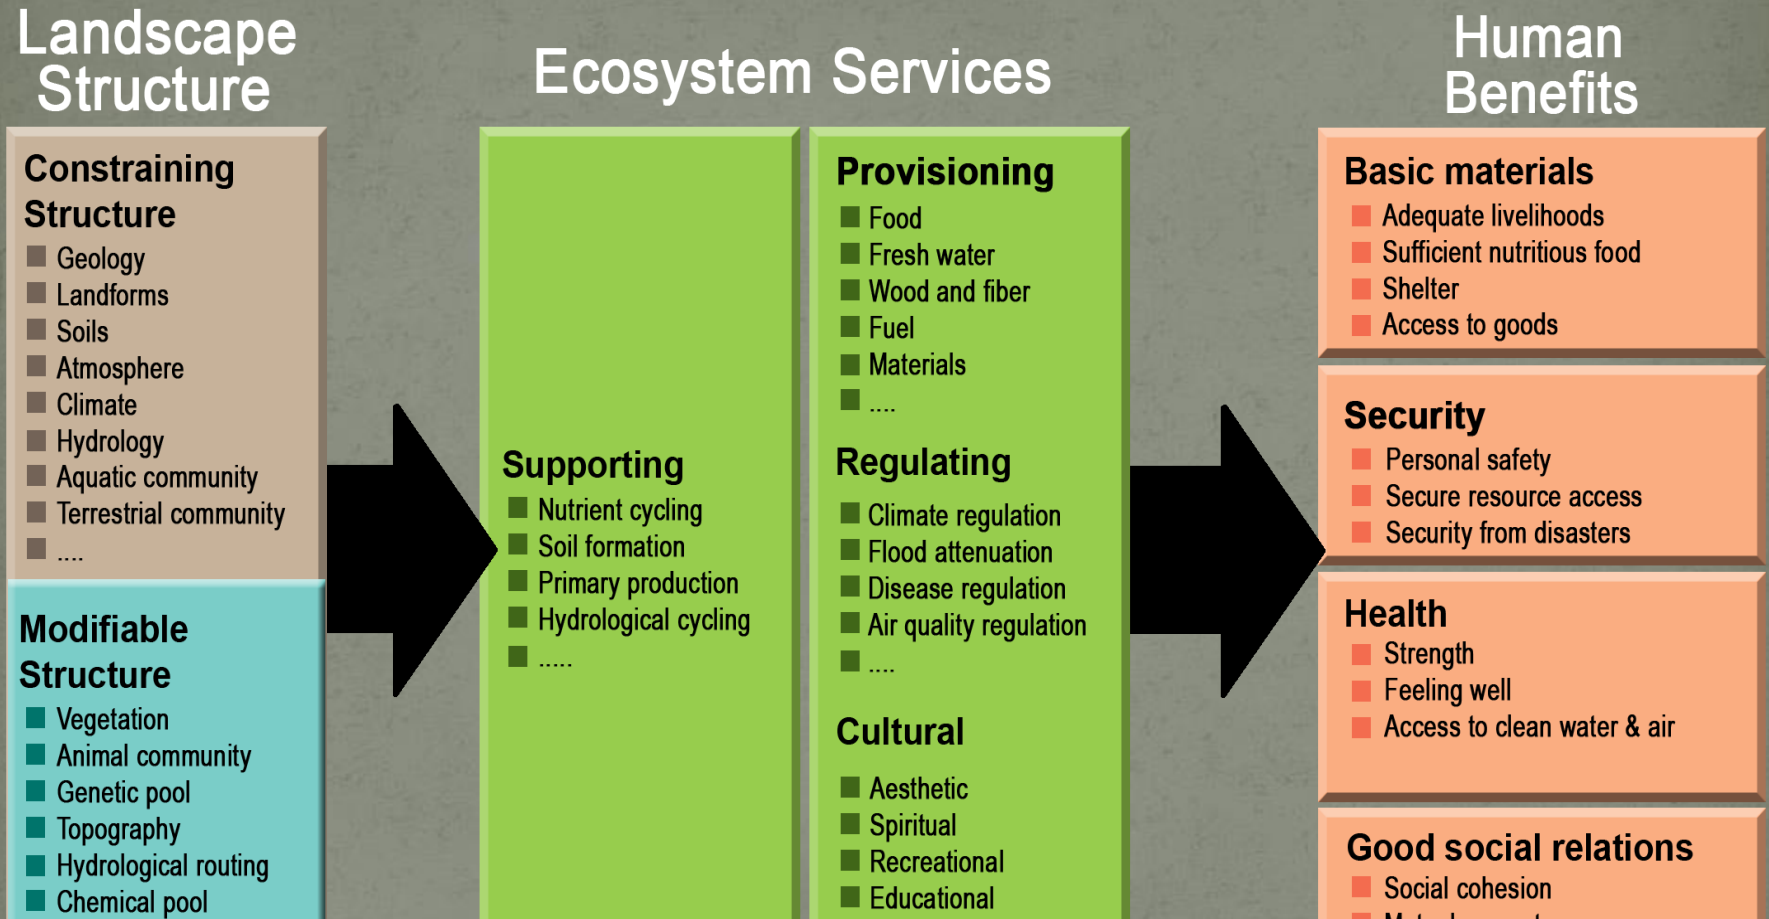 Landscape
Structure
Constraining
Structure
Geology
Landforms
Soils
Atmosphere
Climate
Hydrology
Aquatic community
Terrestrial community
....
Modifiable
Structure
Vegetation
Animal community
Genetic pool
Topography
Hydrological routing
Chemical pool
Ecosystem Services
Supporting
Nutrient cycling
Soil formation
Primary production
Hydrological cycling
.....
Provisioning
Food
Fresh water
Wood and fiber
Fuel
Materials
....
Regulating
Climate regulation
Flood attenuation
Disease regulation
Air quality regulation
....
Cultural
Aesthetic
Spiritual
Recreational
Educational
Human
Benefits
Basic materials
Adequate livelihoods
Sufficient nutritious food
Shelter
Access to goods
Security
Personal safety
Secure resource access
Security from disasters
Health
Strength
Feeling well
Access to clean water & air
Good social relations
Social cohesion